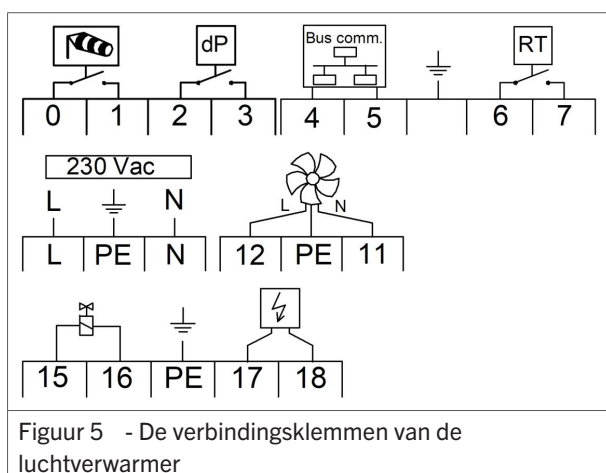 dP
Bus comm.
RT
0 1 2 3 4 5 6 7
230 Vac
L N
L N
L PE N 12 PE 11
15 16 PE 17 18
Figuur 5 - De verbindingsklemmen van de
luchtverwarmer